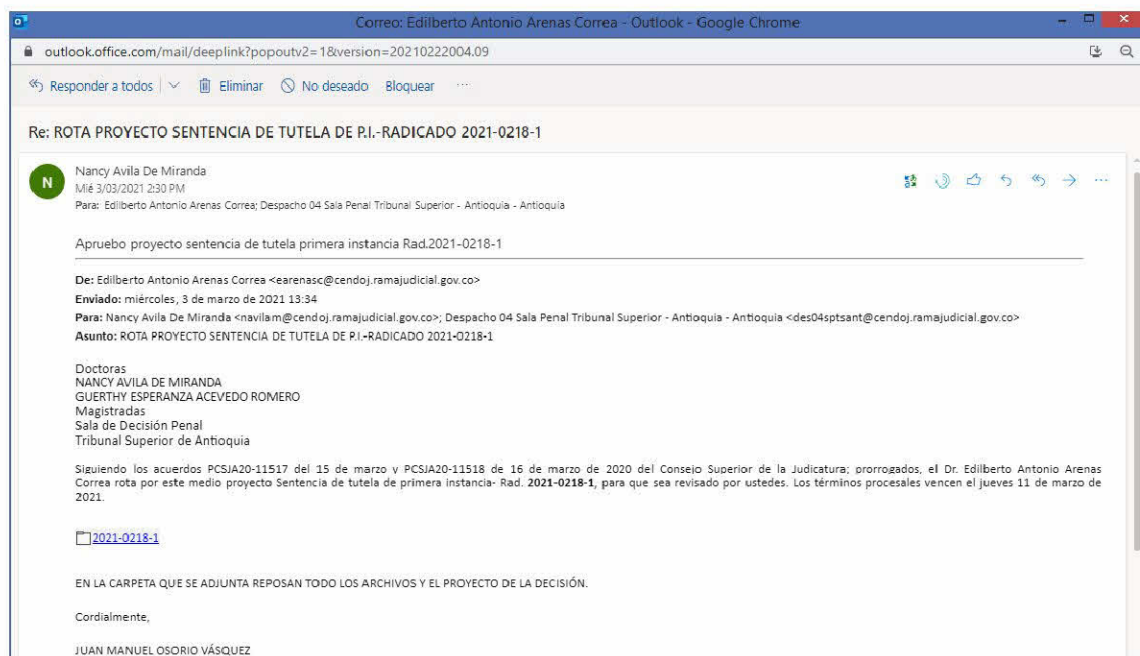 Correo: Edilberto Antonio Arenas Correa - Outlook - Google Chrome
outlook.office.com/mail/deeplink?popoutv2=1&version=20210222004.09
Responder a todos Eliminar No deseado Bloquear ...
Re: ROTA PROYECTO SENTENCIA DE TUTELA DE P.I.-RADICADO 2021-0218-1
N
Nancy Avila De Miranda
Mié 3/03/2021 2:30 PM
Para: Edilberto Antonio Arenas Correa; Despacho 04 Sala Penal Tribunal Superior - Antioquia - Antioquia
Apruebo proyecto sentencia de tutela primera instancia Rad.2021-0218-1
De: Edilberto Antonio Arenas Correa <earenasc@cendoj.ramajudicial.gov.co>
Enviado: miércoles, 3 de marzo de 2021 13:34
Para: Nancy Avila De Miranda <navilam@cendoj.ramajudicial.gov.co>; Despacho 04 Sala Penal Tribunal Superior - Antioquia - Antioquia <des04sptsant@cendoj.ramajudicial.gov.co>
Asunto: ROTA PROYECTO SENTENCIA DE TUTELA DE P.I.-RADICADO 2021-0218-1
Doctoras
NANCY AVILA DE MIRANDA
GUERTHY ESPERANZA ACEVEDO ROMERO
Magistradas
Sala de Decisión Penal
Tribunal Superior de Antioquia
Siguiendo los acuerdos PCSJA20-11517 del 15 de marzo y PCSJA20-11518 de 16 de marzo de 2020 del Consejo Superior de la Judicatura; prorrogados, el Dr. Edilberto Antonio Arenas
Correa rota por este medio proyecto Sentencia de tutela de primera instancia- Rad. 2021-0218-1, para que sea revisado por ustedes. Los términos procesales vencen el jueves 11 de marzo de
2021.
2021-0218-1
EN LA CARPETA QUE SE ADJUNTA REPOSAN TODO LOS ARCHIVOS Y EL PROYECTO DE LA DECISIÓN.
Cordialmente,
JUAN MANUEL OSORIO VÁSQUEZ